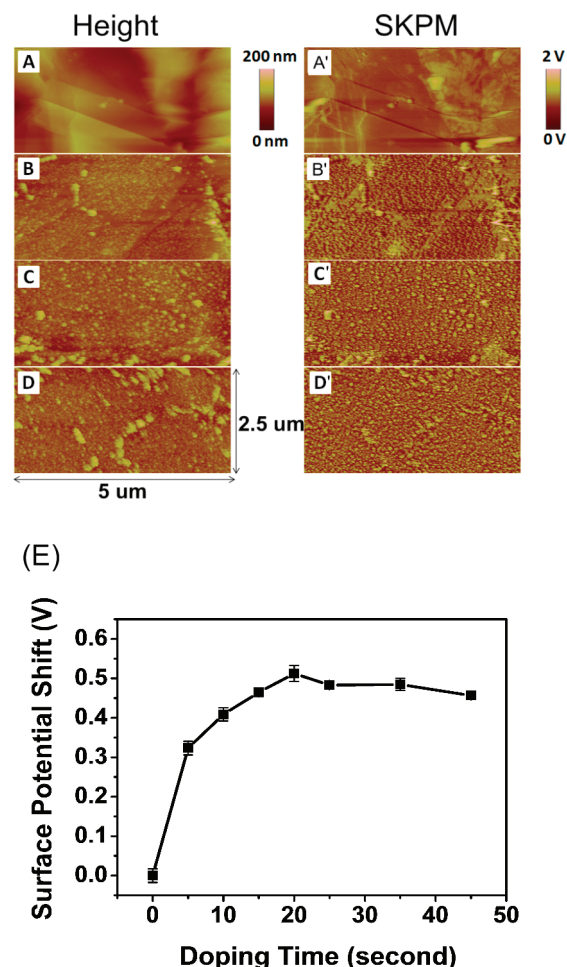 Height SKPM
A
200 nm
0 nm
A'
2 V
0 V
B
B'
C
C'
D
D'
2.5 um
5 um
(E)
Surface Potential Shift (V)
0.6
0.5
0.4
0.3
0.2
0.1
0.0
0 10 20 30 40 50
Doping Time (second)